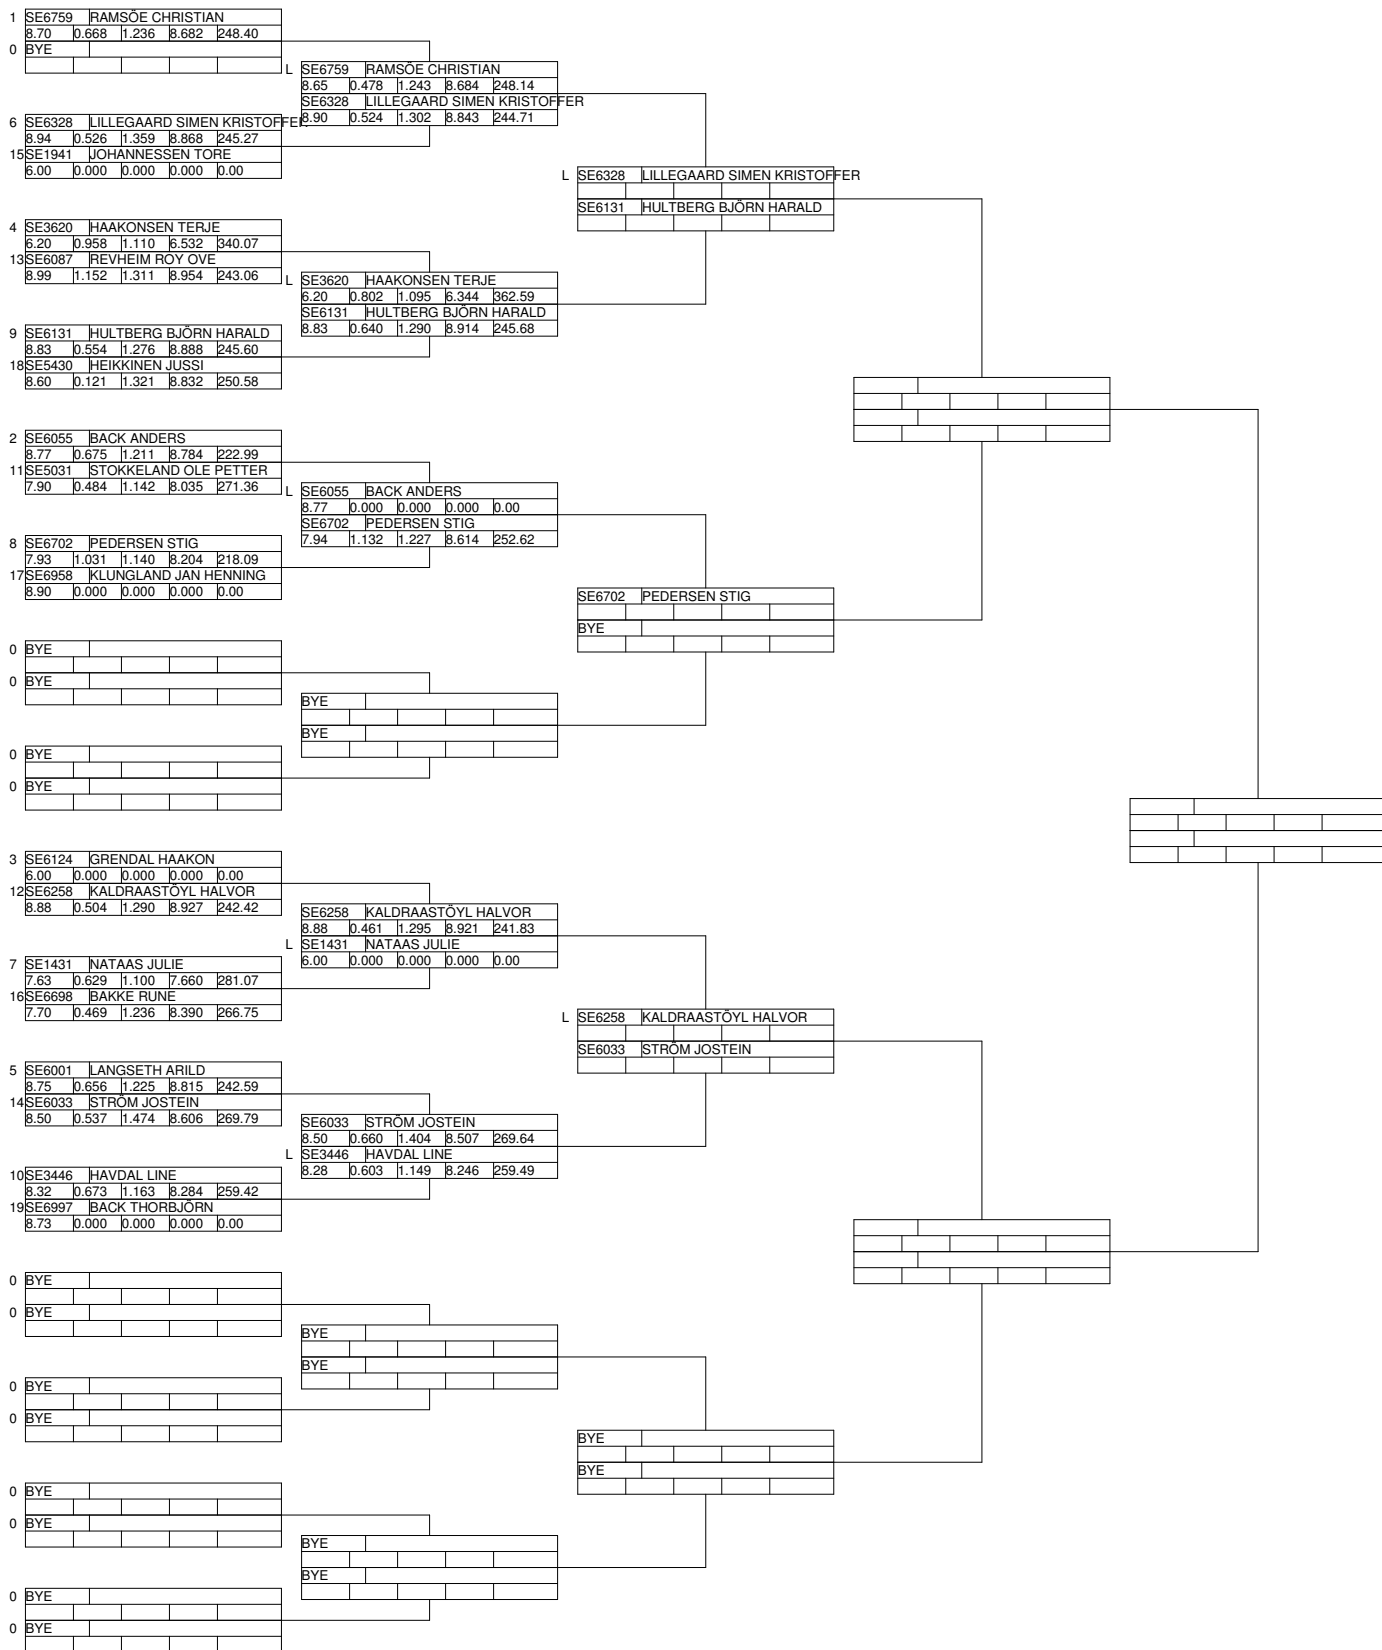 1 SE6759 RAMSÖE CHRISTIAN
8.70 0.668 1.236 8.682 248.40
0 BYE
6 SE6328 LILLEGAARD SIMEN KRISTOFFER
8.94 0.526 1.359 8.868 245.27
15 SE1941 JOHANNESSEN TORE
6.00 0.000 0.000 0.000 0.00
4 SE3620 HAAKONSEN TERJE
6.20 0.958 1.110 6.532 340.07
13 SE6087 REVHEIM ROY OVE
8.99 1.152 1.311 8.954 243.06
9 SE6131 HULTBERG BJÖRN HARALD
8.83 0.554 1.276 8.888 245.60
18 SE5430 HEIKKINEN JUSSI
8.60 0.121 1.321 8.832 250.58
2 SE6055 BACK ANDERS
8.77 0.675 1.211 8.784 222.99
11 SE5031 STOKKELAND OLE PETTER
7.90 0.484 1.142 8.035 271.36
8 SE6702 PEDERSEN STIG
7.93 1.031 1.140 8.204 218.09
17 SE6958 KLUNGLAND JAN HENNING
8.90 0.000 0.000 0.000 0.00
0 BYE
0 BYE
0 BYE
0 BYE
3 SE6124 GRENDAL HAAKON
6.00 0.000 0.000 0.000 0.00
12 SE6258 KALDRAASTÖYL HALVOR
8.88 0.504 1.290 8.927 242.42
7 SE1431 NATAAS JULIE
7.63 0.629 1.100 7.660 281.07
16 SE6698 BAKKE RUNE
7.70 0.469 1.236 8.390 266.75
5 SE6001 LANGSETH ARILD
8.75 0.656 1.225 8.815 242.59
14 SE6033 STRÖM JOSTEIN
8.50 0.537 1.474 8.606 269.79
10 SE3446 HAVDAL LINE
8.32 0.673 1.163 8.284 259.42
19 SE6997 BACK THORBJÖRN
8.73 0.000 0.000 0.000 0.00
0 BYE
0 BYE
0 BYE
0 BYE
0 BYE
0 BYE
0 BYE
0 BYE
L SE6759 RAMSÖE CHRISTIAN
8.65 0.478 1.243 8.684 248.14
SE6328 LILLEGAARD SIMEN KRISTOFFER
8.90 0.524 1.302 8.843 244.71
L SE3620 HAAKONSEN TERJE
6.20 0.802 1.095 6.344 362.59
SE6131 HULTBERG BJÖRN HARALD
8.83 0.640 1.290 8.914 245.68
L SE6055 BACK ANDERS
8.77 0.000 0.000 0.000 0.00
SE6702 PEDERSEN STIG
7.94 1.132 1.227 8.614 252.62
BYE
BYE
SE6258 KALDRAASTÖYL HALVOR
8.88 0.461 1.295 8.921 241.83
L SE1431 NATAAS JULIE
6.00 0.000 0.000 0.000 0.00
SE6033 STRÖM JOSTEIN
8.50 0.660 1.404 8.507 269.64
L SE3446 HAVDAL LINE
8.28 0.603 1.149 8.246 259.49
BYE
BYE
BYE
BYE
L SE6328 LILLEGAARD SIMEN KRISTOFFER
SE6131 HULTBERG BJÖRN HARALD
SE6702 PEDERSEN STIG
BYE
L SE6258 KALDRAASTÖYL HALVOR
SE6033 STRÖM JOSTEIN
BYE
BYE